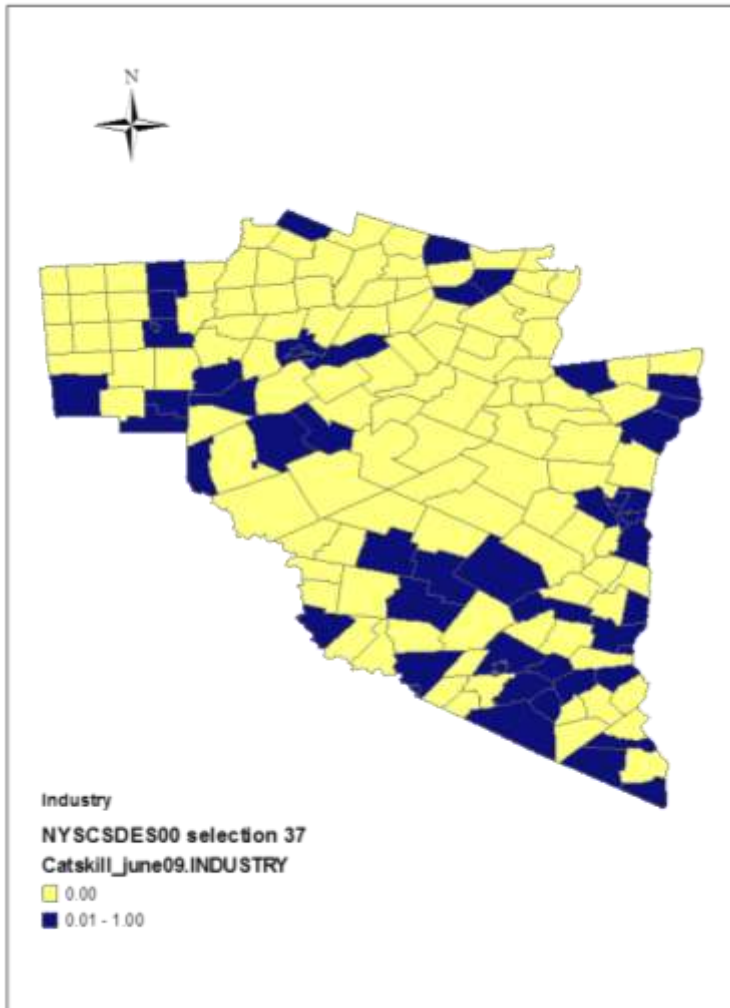 N
Industry
NYSCSDES00 selection 37
Catskill_june09.INDUSTRY
0.00
0.01 - 1.00